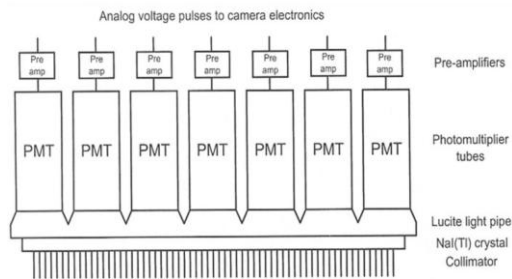 Analog voltage pulses to camera electronics
Pre amp Pre amp Pre amp Pre amp Pre amp Pre amp Pre amp
Pre-amplifiers
PMT PMT PMT PMT PMT PMT PMT
Photomultiplier
tubes
Lucite light pipe
NaI(Tl) crystal
Collimator